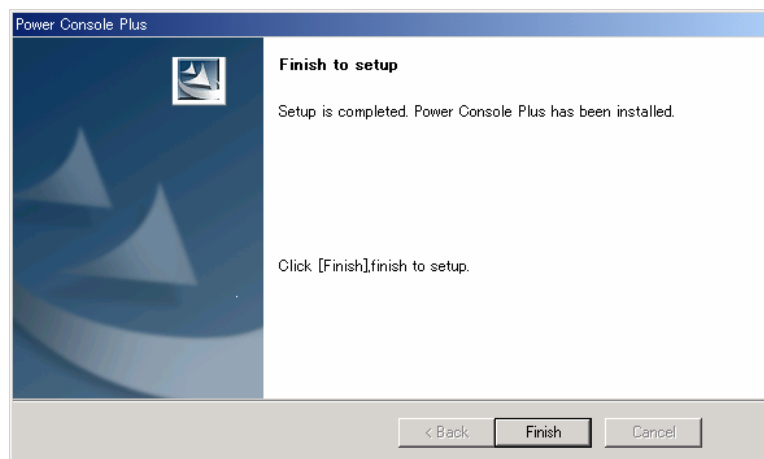 Power Console Plus
Finish to setup
Setup is completed. Power Console Plus has been installed.
Click [Finish],finish to setup.
< Back Finish Cancel